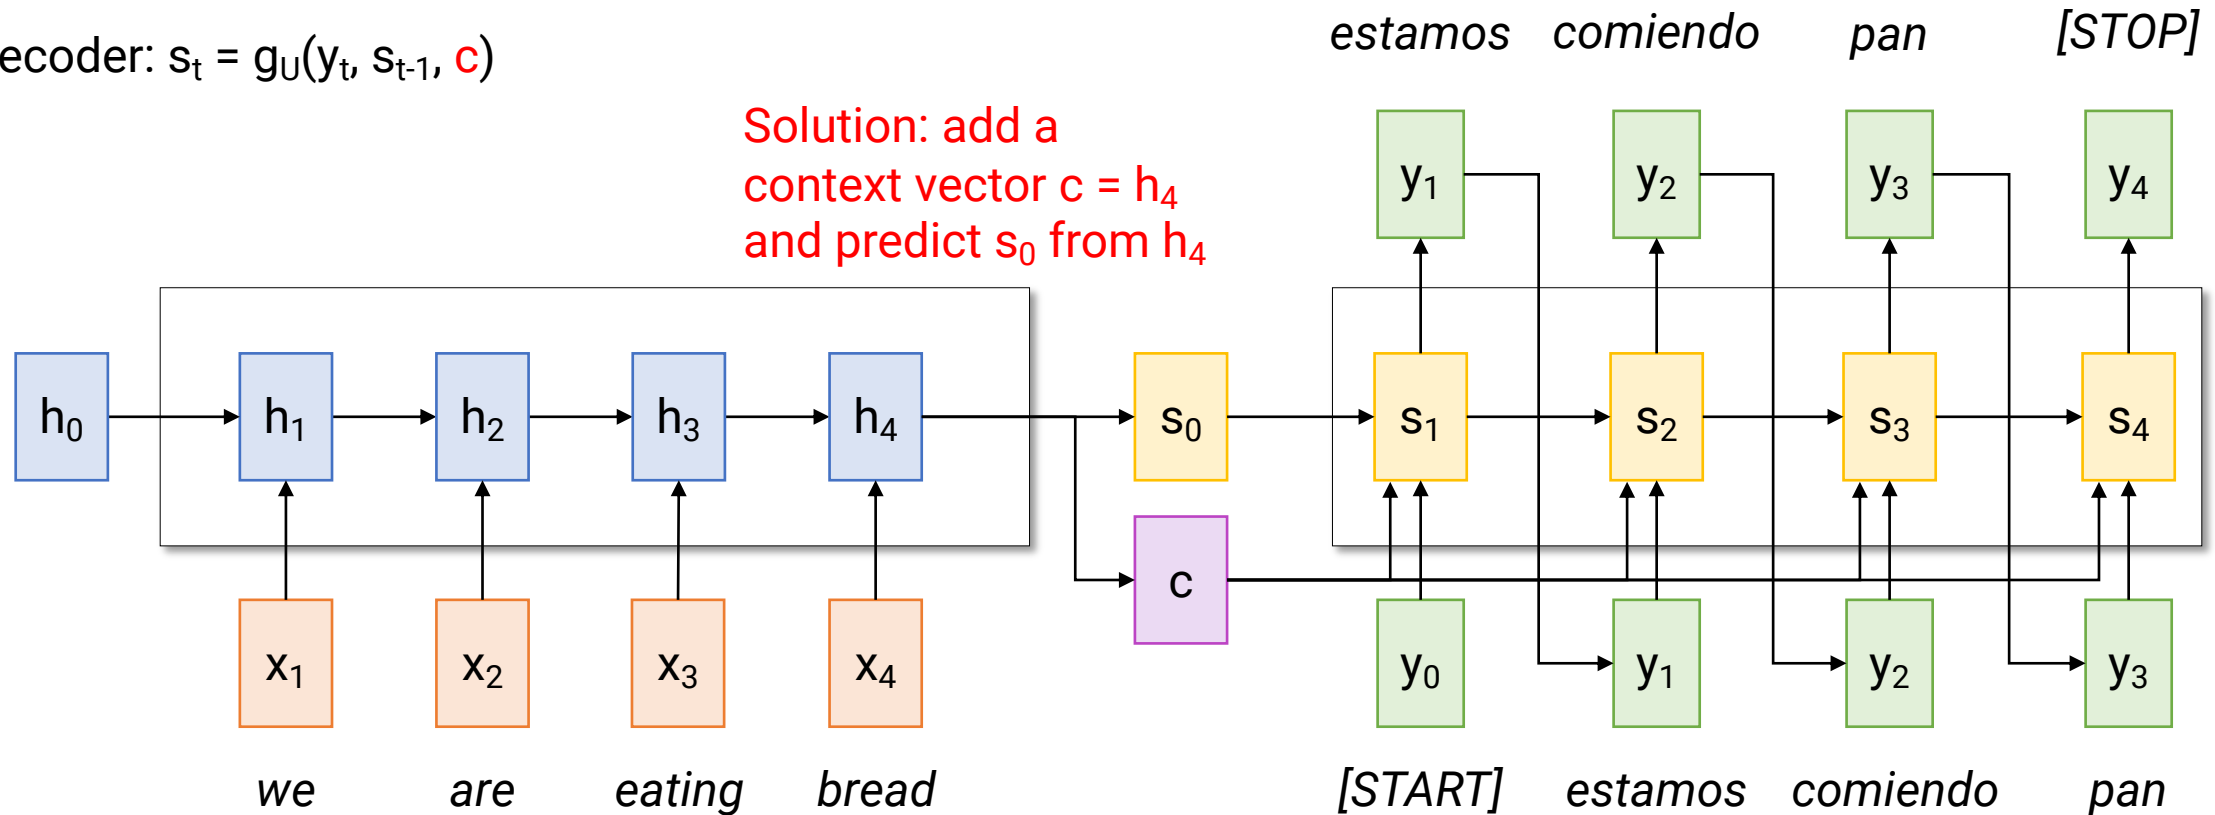 ecoder: sₜ = gᵤ(yₜ, sₜ₋₁, c)
estamos comiendo pan [STOP]
Solution: add a
context vector c = h₄
and predict s₀ from h₄
y₁ y₂ y₃ y₄
h₀ h₁ h₂ h₃ h₄ s₀ s₁ s₂ s₃ s₄
c
x₁ x₂ x₃ x₄ y₀ y₁ y₂ y₃
we are eating bread [START] estamos comiendo pan